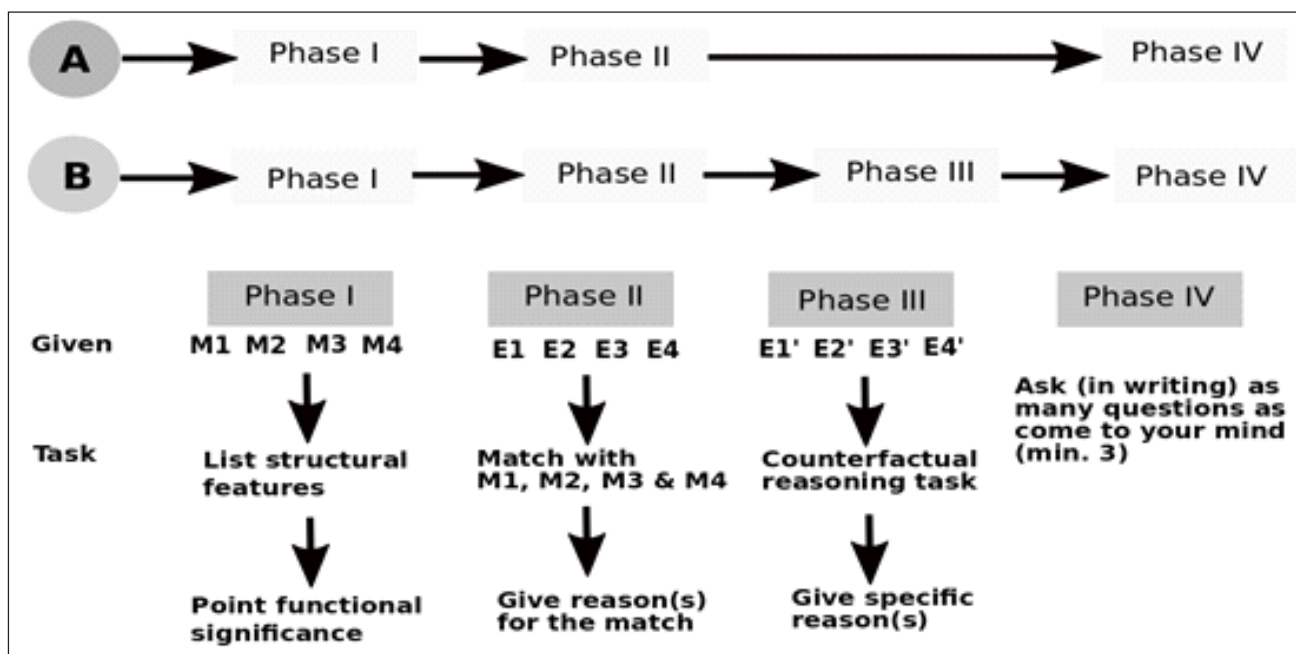 A Phase I Phase II Phase IV
B Phase I Phase II Phase III Phase IV
Phase I Phase II Phase III Phase IV
Given M1 M2 M3 M4 E1 E2 E3 E4 E1' E2' E3' E4'
Ask (in writing) as
many questions as
come to your mind
(min. 3)
Task
List structural
features
Match with
M1, M2, M3 & M4
Counterfactual
reasoning task
Point functional
significance
Give reason(s)
for the match
Give specific
reason(s)